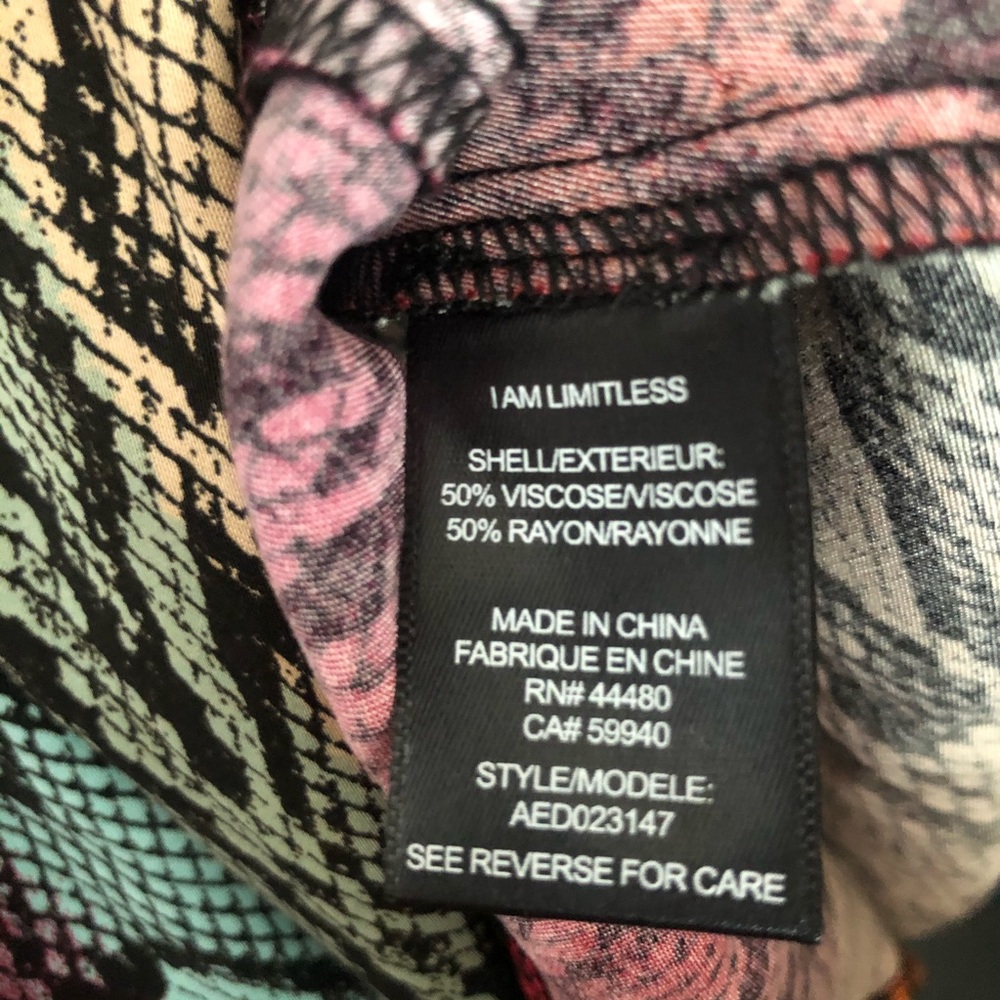 I AM LIMITLESS
SHELL/EXTERIEUR:
50% VISCOSE/VISCOSE
50% RAYON/RAYONNE
MADE IN CHINA
FABRIQUE EN CHINE
RN# 44480
CA# 59940
STYLE/MODELE:
AED023147
SEE REVERSE FOR CARE